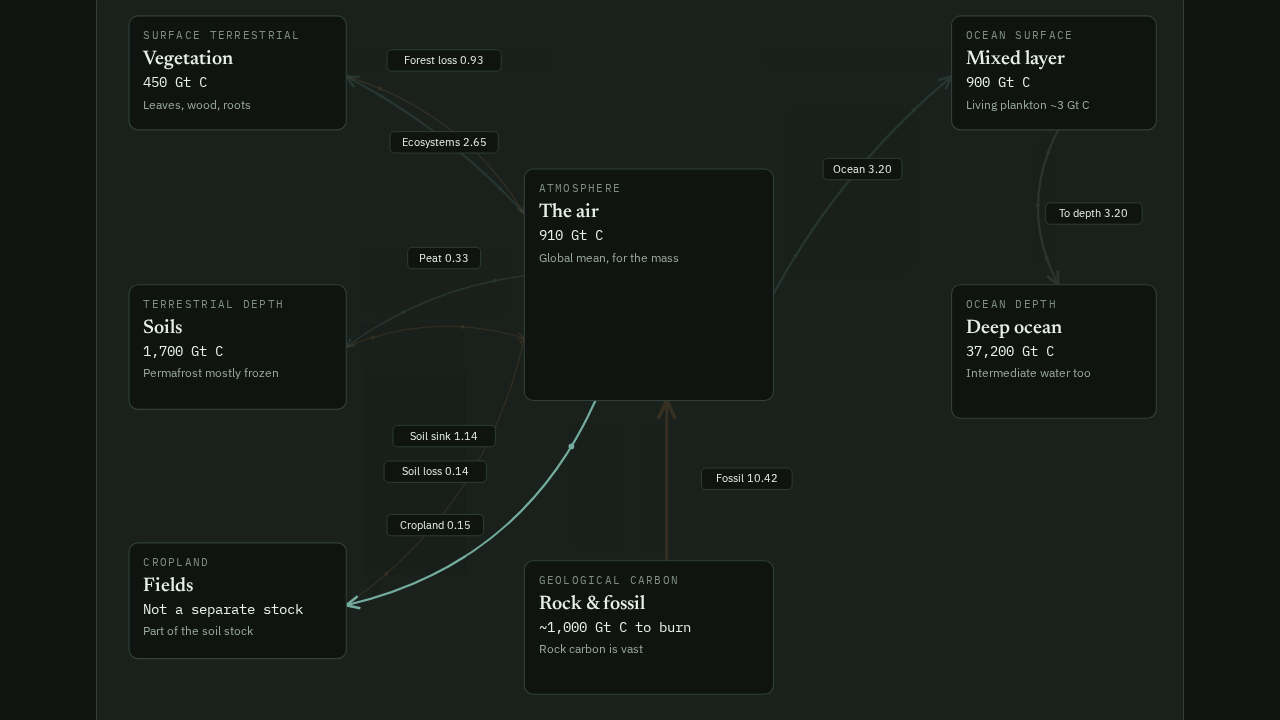 SURFACE TERRESTRIAL
Vegetation
450 Gt C
Leaves, wood, roots
Forest loss 0.93
Ecosystems 2.65
OCEAN SURFACE
Mixed layer
900 Gt C
Living plankton ~3 Gt C
ATMOSPHERE
The air
910 Gt C
Global mean, for the mass
Ocean 3.20
To depth 3.20
Peat 0.33
TERRESTRIAL DEPTH
Soils
1,700 Gt C
Permafrost mostly frozen
OCEAN DEPTH
Deep ocean
37,200 Gt C
Intermediate water too
Soil sink 1.14
Soil loss 0.14
Cropland 0.15
Fossil 10.42
CROPLAND
Fields
Not a separate stock
Part of the soil stock
GEOLOGICAL CARBON
Rock & fossil
~1,000 Gt C to burn
Rock carbon is vast